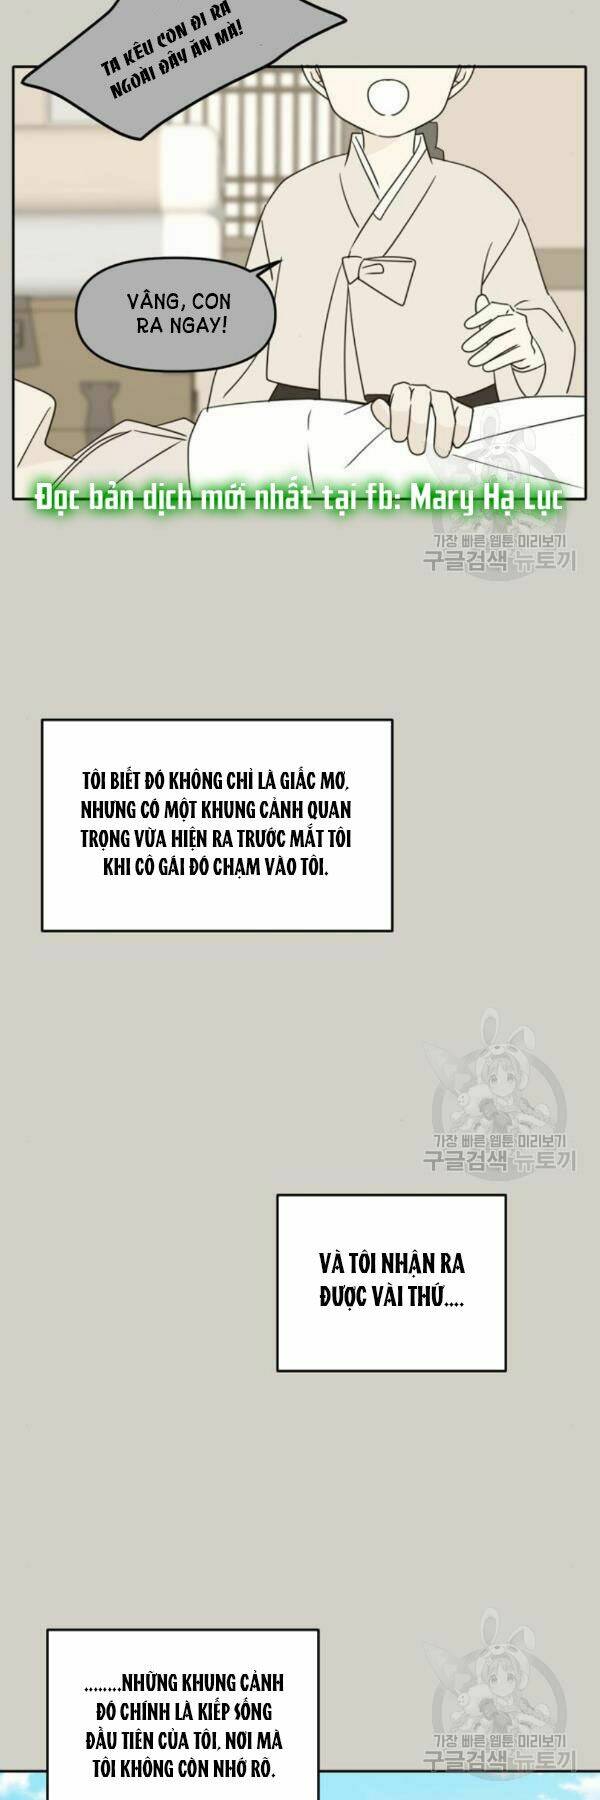 TA KÊU CON ĐI RA
NGOÀI ĐÂY ĂN MÀ!
VÂNG, CON
RA NGAY!
Đọc bản dịch mới nhất tại fb: Mary Hạ Lục
가장 빠른 웹툰 미리보기
구글검색 뉴토끼
TÔI BIẾT ĐÓ KHÔNG CHỈ LÀ GIẤC MƠ,
NHƯNG CÓ MỘT KHUNG CẢNH QUAN
TRỌNG VỪA HIỆN RA TRƯỚC MẮT TÔI
KHI CÔ GÁI ĐÓ CHẠM VÀO TÔI.
가장 빠른 웹툰 미리보기
구글검색 뉴토끼
VÀ TÔI NHẬN RA
ĐƯỢC VÀI THỨ....
........NHỮNG KHUNG CẢNH
ĐÓ CHÍNH LÀ KIẾP SỐNG
ĐẦU TIÊN CỦA TÔI, NƠI MÀ
TÔI KHÔNG CÒN NHỚ RÕ.
가장 빠른 웹툰 미리보기
구글검색 뉴토끼